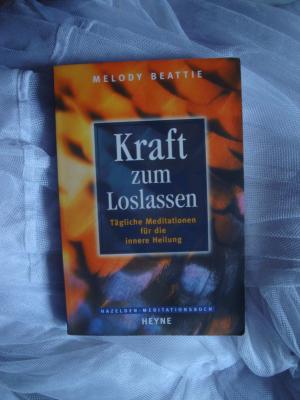 MELODY BEATTIE
Kraft
zum
Loslassen
Tägliche Meditationen
für die
innere Heilung
HAZELDEN-MEDITATIONSBUCH
HEYNE